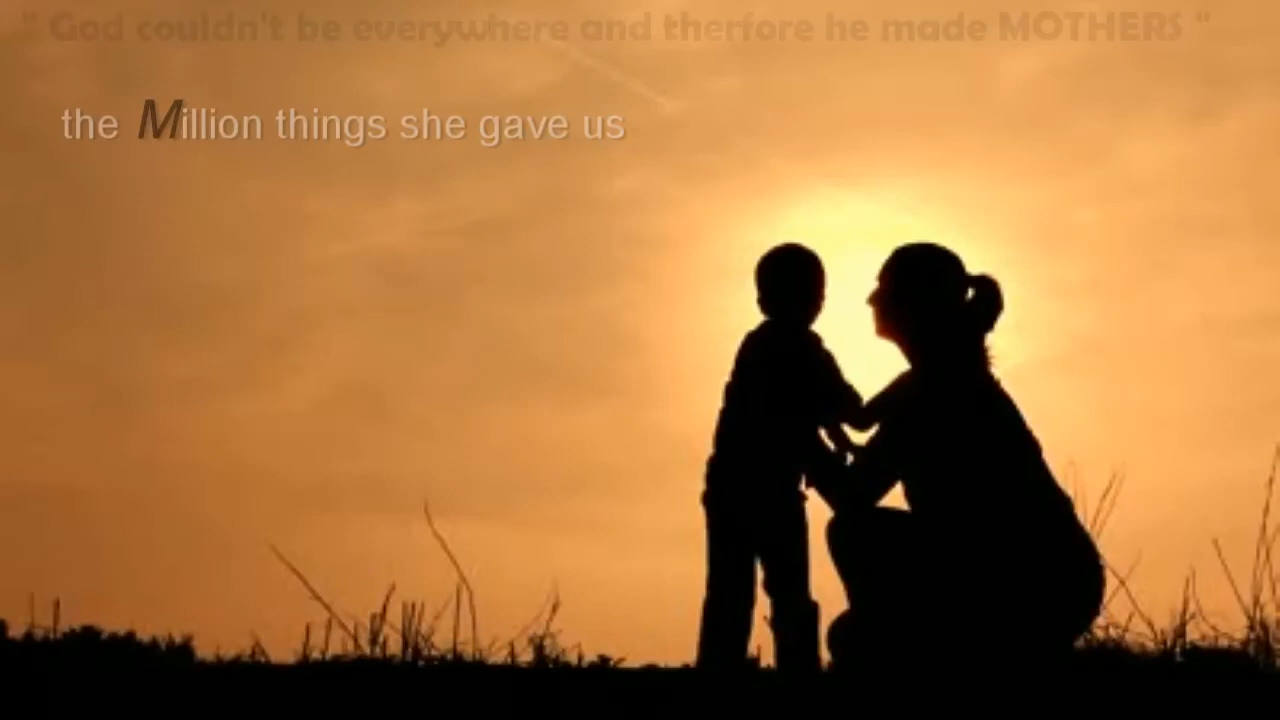 " God couldn't be everywhere and therfore he made MOTHERS "
the Million things she gave us